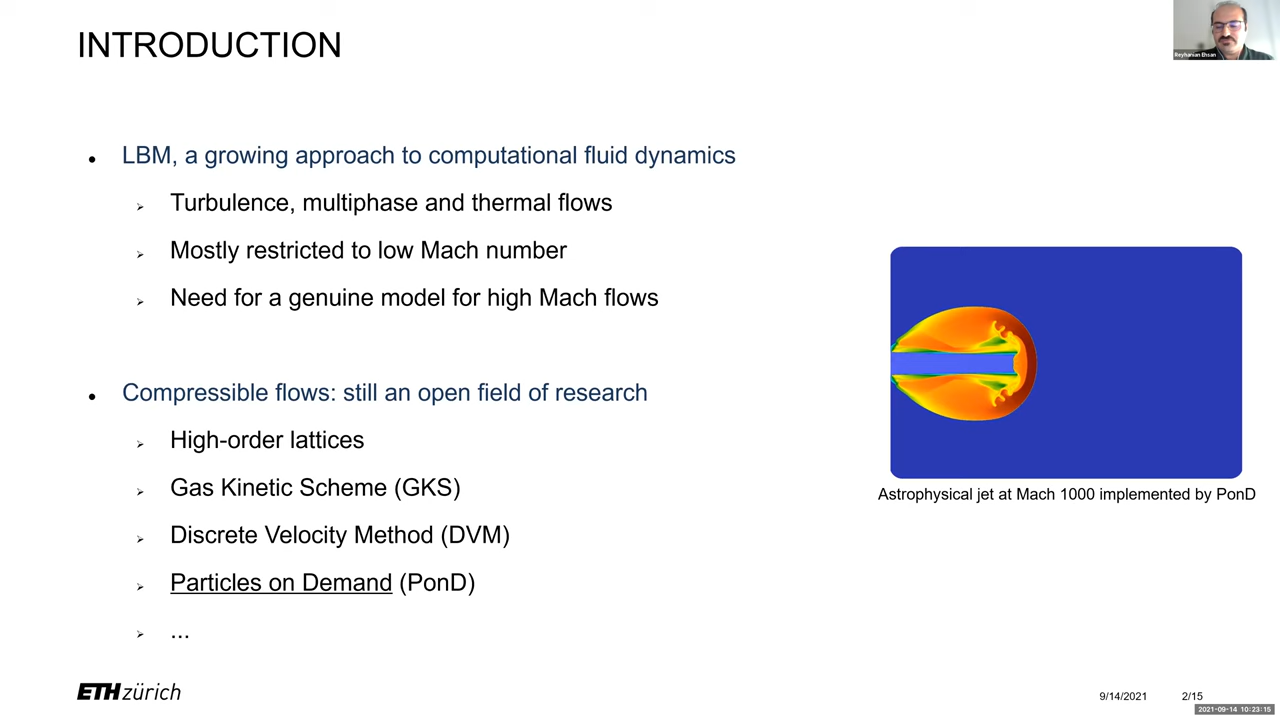 INTRODUCTION
Reyhanian Ehsan
LBM, a growing approach to computational fluid dynamics
Turbulence, multiphase and thermal flows
Mostly restricted to low Mach number
Need for a genuine model for high Mach flows
Compressible flows: still an open field of research
High-order lattices
Gas Kinetic Scheme (GKS)
Discrete Velocity Method (DVM)
Particles on Demand (PonD)
...
Astrophysical jet at Mach 1000 implemented by PonD
ETH zürich
9/14/2021
2/15
2021-09-14 10:23:15